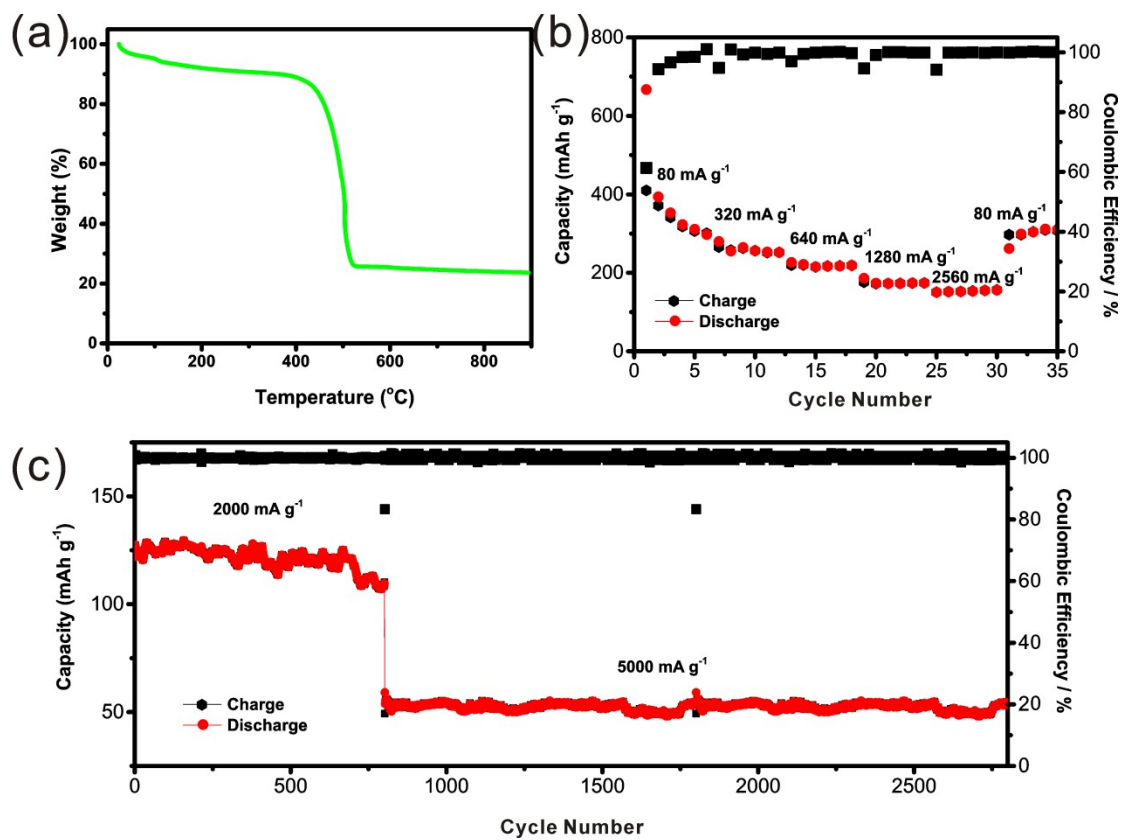 (a)
100
80
60
40
20
0
Weight (%)
0 200 400 600 800
Temperature (°C)
(b)
800
600
400
200
0
Capacity (mAh g⁻¹)
80 mA g⁻¹
320 mA g⁻¹
640 mA g⁻¹
1280 mA g⁻¹
2560 mA g⁻¹
80 mA g⁻¹
Charge
Discharge
100
80
60
40
20
0
Coulombic Efficiency / %
0 5 10 15 20 25 30 35
Cycle Number
(c)
150
100
50
Capacity (mAh g⁻¹)
2000 mA g⁻¹
5000 mA g⁻¹
Charge
Discharge
100
80
60
40
20
0
Coulombic Efficiency / %
0 500 1000 1500 2000 2500
Cycle Number